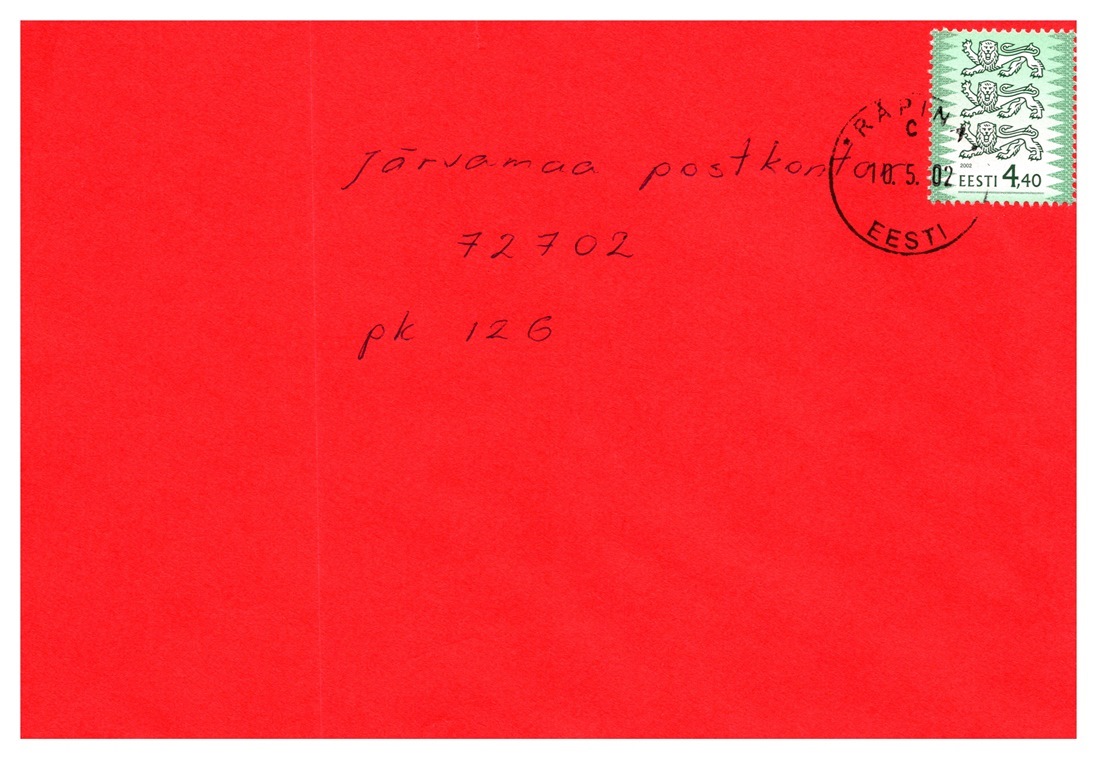 Järvamaa postkontor
72702
pk 126
RÄPINA
C
10.5.02
EESTI
2002
EESTI 4,40